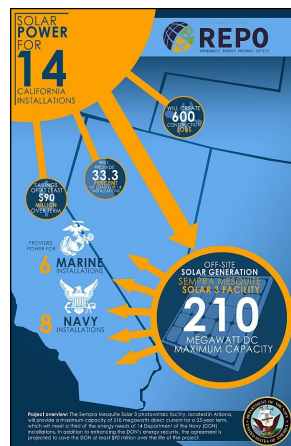 SOLAR
POWER
FOR
14
CALIFORNIA
INSTALLATIONS
REPO
RENEWABLE ENERGY PROGRAM OFFICE
WILL CREATE
600
CONSTRUCTION
JOBS
WILL
PROVIDE
33.3
PERCENT
SAVINGS
OF AT LEAST
$90
MILLION
OVER TERM
PROVIDES
POWER FOR
6 MARINE
INSTALLATIONS
8 NAVY
INSTALLATIONS
OFF-SITE
SOLAR GENERATION
SEMPRA MESQUITE
SOLAR 3 FACILITY
210
MEGAWATT DC
MAXIMUM CAPACITY
Project overview: The Sempra Mesquite Solar 3 photovoltaic facility, located in Arizona,
will provide a maximum capacity of 210 megawatts direct current for a 25-year term,
which will meet a third of the energy needs of 14 Department of the Navy (DON)
installations. In addition to enhancing the DON's energy security, the agreement is
projected to save the DON at least $90 million over the life of the project.